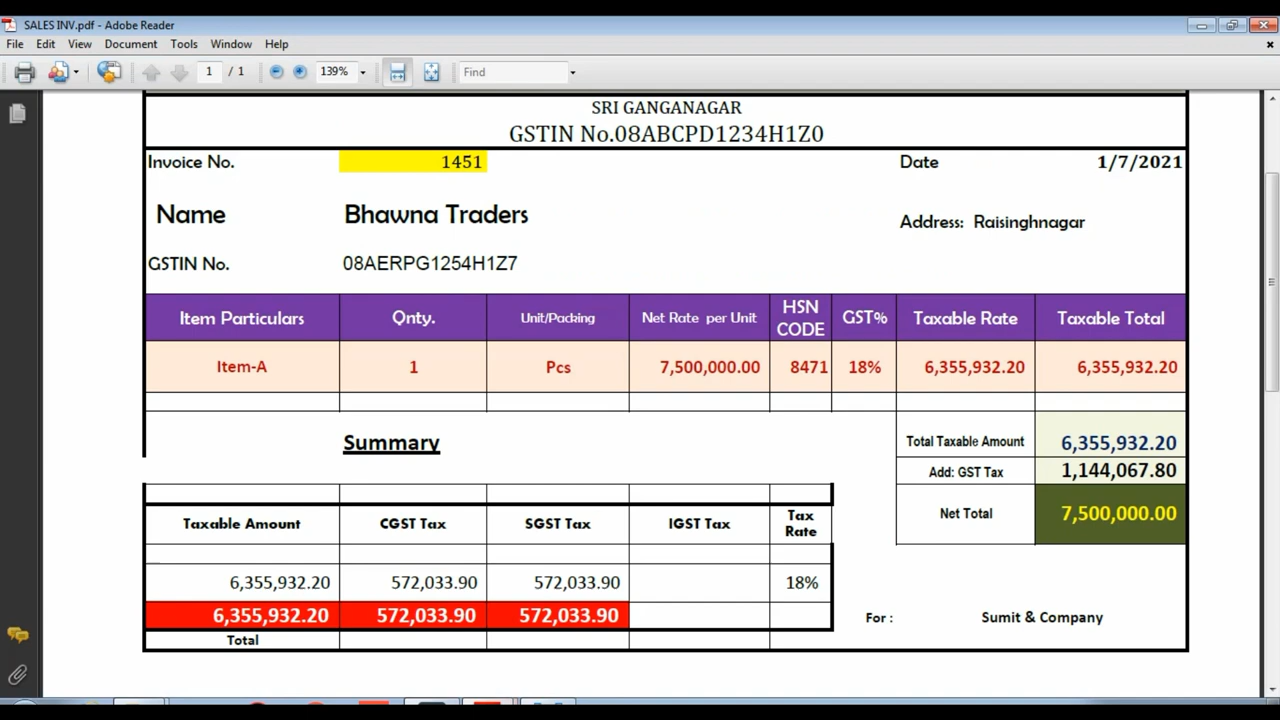 SALES INV.pdf - Adobe Reader
File Edit View Document Tools Window Help
1 / 1 139% Find
SRI GANGANAGAR
GSTIN No.08ABCPD1234H1Z0
Invoice No. 1451 Date 1/7/2021
Name Bhawna Traders Address: Raisinghnagar
GSTIN No. 08AERPG1254H1Z7
Item Particulars Qnty. Unit/Packing Net Rate per Unit HSN CODE GST% Taxable Rate Taxable Total
Item-A 1 Pcs 7,500,000.00 8471 18% 6,355,932.20 6,355,932.20
Summary Total Taxable Amount 6,355,932.20
Add: GST Tax 1,144,067.80
Net Total 7,500,000.00
Taxable Amount CGST Tax SGST Tax IGST Tax Tax Rate
6,355,932.20 572,033.90 572,033.90 18%
6,355,932.20 572,033.90 572,033.90
For : Sumit & Company
Total